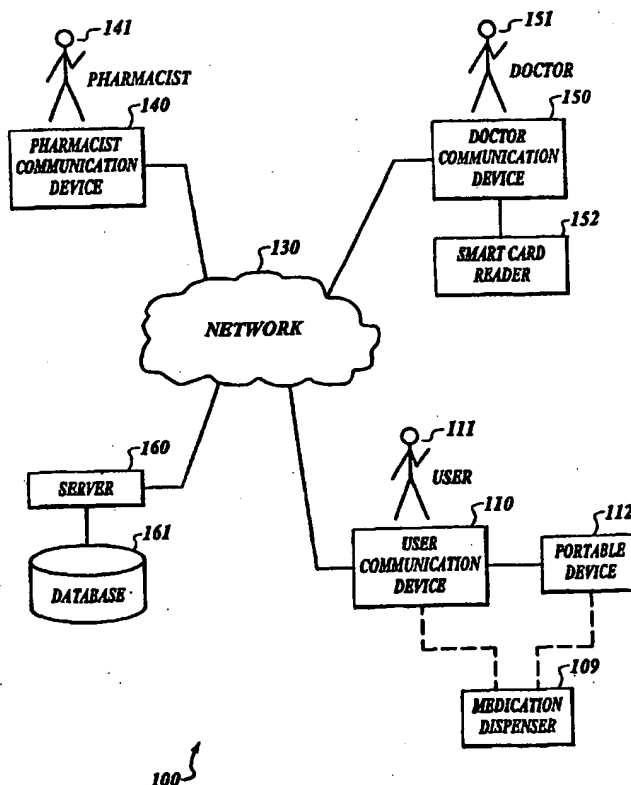 141
PHARMACIST
140
PHARMACIST
COMMUNICATION
DEVICE
151
DOCTOR
150
DOCTOR
COMMUNICATION
DEVICE
152
SMART CARD
READER
130
NETWORK
160
SERVER
161
DATABASE
111
USER
110
USER
COMMUNICATION
DEVICE
112
PORTABLE
DEVICE
109
MEDICATION
DISPENSER
100